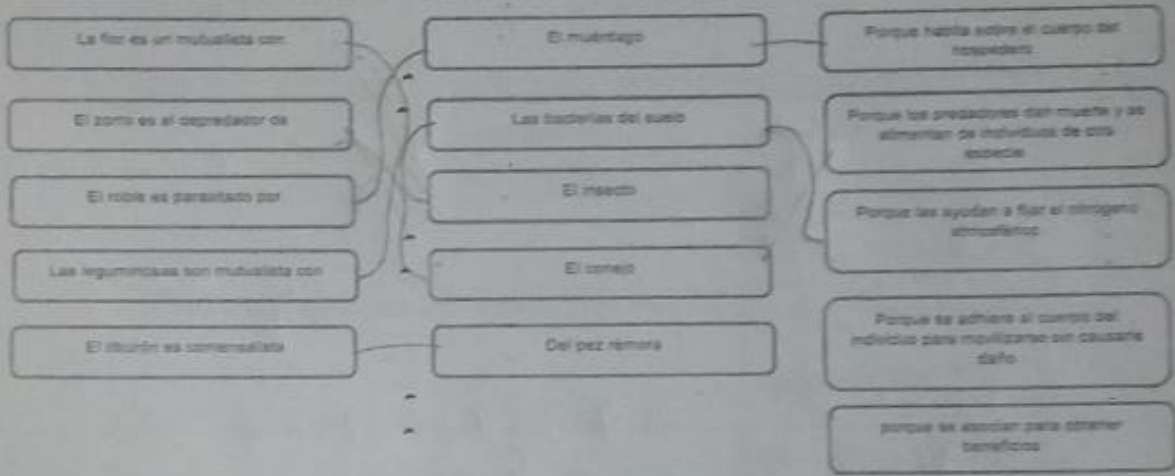 La flor es un mutualista con
El zorro es el depredador de
El roble es parasitado por
Las leguminosas son mutualista con
El tiburón es comensalista
El muérdago
Las bacterias del suelo
El insecto
El conejo
Del pez remora
Porque habita sobre el cuerpo del
hospedero
Porque los predadores dan muerte y se
alimentan de individuos de otra
especie
Porque las ayudan a fijar el nitrogeno
atmosférico
Porque se adhiere al cuerpo del
individuo para movilizarse sin causarle
daño
porque se asocian para obtener
beneficios